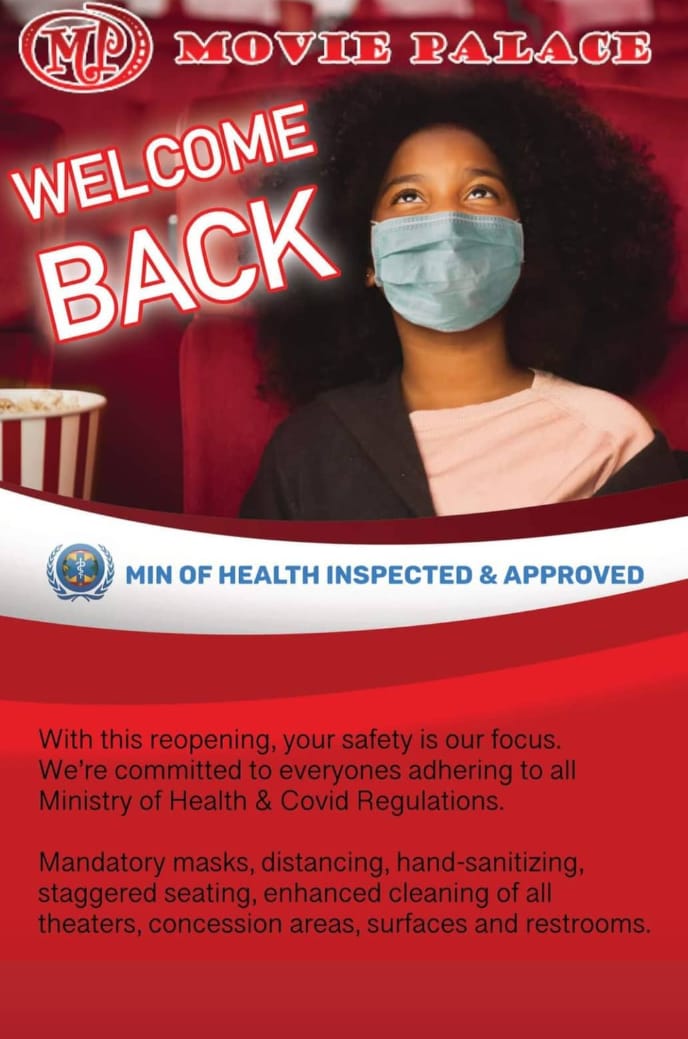 MP MOVIE PALACE
WELCOME
BACK
MIN OF HEALTH INSPECTED & APPROVED
With this reopening, your safety is our focus.
We're committed to everyones adhering to all
Ministry of Health & Covid Regulations.
Mandatory masks, distancing, hand-sanitizing,
staggered seating, enhanced cleaning of all
theaters, concession areas, surfaces and restrooms.